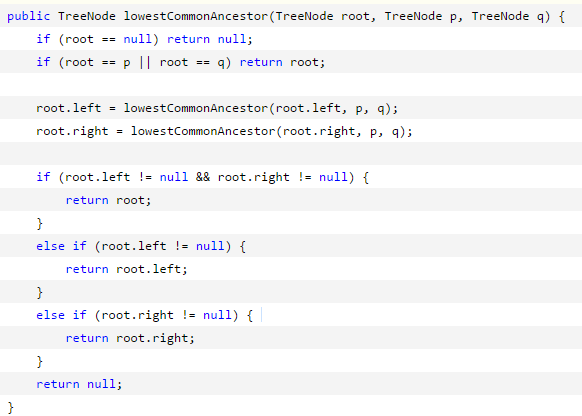 public TreeNode lowestCommonAncestor(TreeNode root, TreeNode p, TreeNode q) {
    if (root == null) return null;
    if (root == p || root == q) return root;

    root.left = lowestCommonAncestor(root.left, p, q);
    root.right = lowestCommonAncestor(root.right, p, q);

    if (root.left != null && root.right != null) {
        return root;
    }
    else if (root.left != null) {
        return root.left;
    }
    else if (root.right != null) {
        return root.right;
    }
    return null;
}